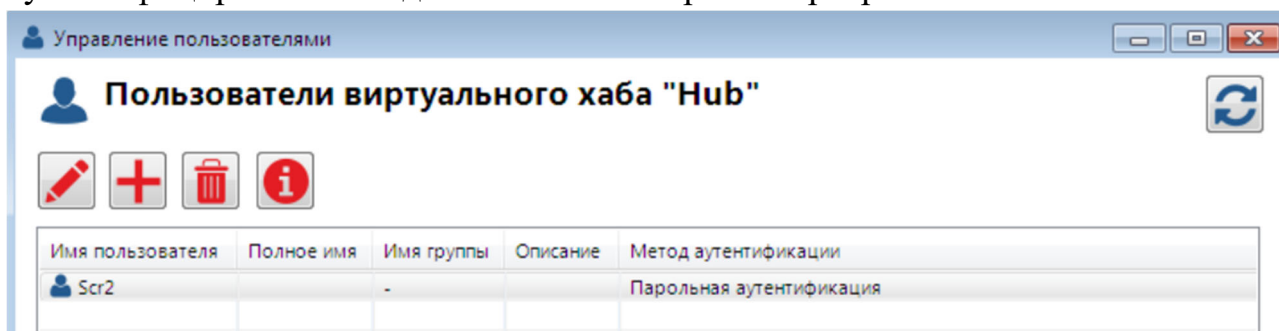 Управление пользователями
Пользователи виртуального хаба "Hub"
Имя пользователя Полное имя Имя группы Описание Метод аутентификации
Scr2 - Парольная аутентификация